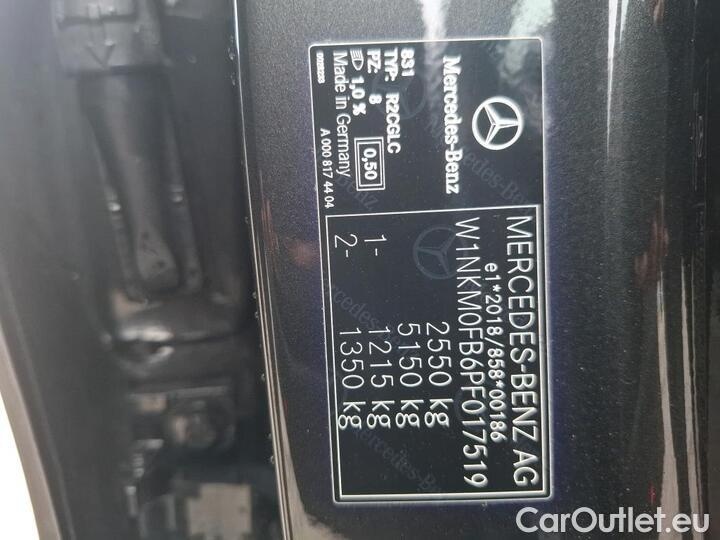 MERCEDES-BENZ AG
e1*2018/858*00186
W1NKM0FB6PF017519
2550 kg
5150 kg
1- 1215 kg
2- 1350 kg
Mercedes-Benz
831
TYP: R2CGLC
PZ: 8
1,0 % 0,50
Made in Germany
A 000 817 44 04
CarOutlet.eu